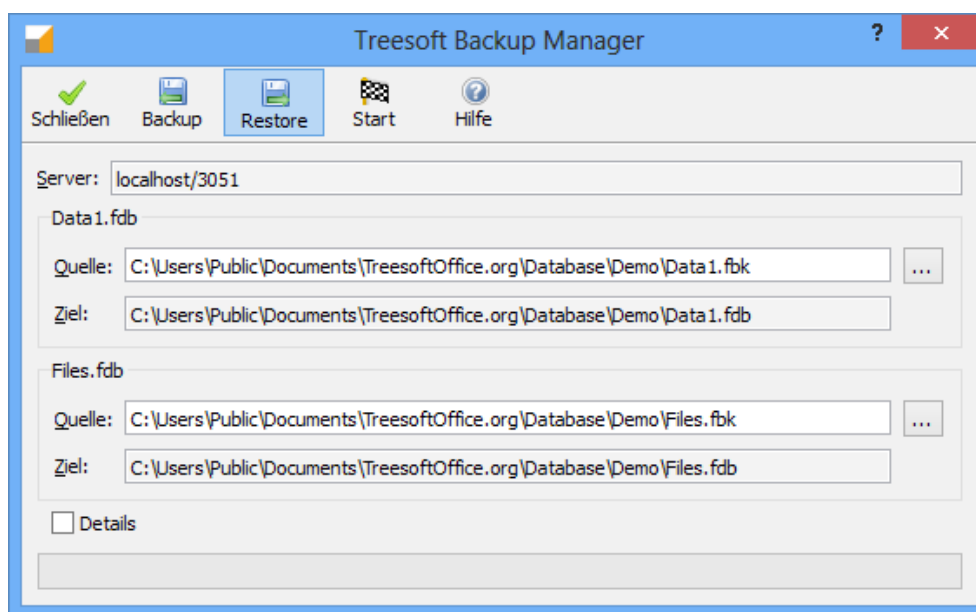 Treesoft Backup Manager
?
Schließen Backup Restore Start Hilfe
Server: localhost/3051
Data1.fdb
Quelle: C:\Users\Public\Documents\TreesoftOffice.org\Database\Demo\Data1.fbk ...
Ziel: C:\Users\Public\Documents\TreesoftOffice.org\Database\Demo\Data1.fdb
Files.fdb
Quelle: C:\Users\Public\Documents\TreesoftOffice.org\Database\Demo\Files.fbk ...
Ziel: C:\Users\Public\Documents\TreesoftOffice.org\Database\Demo\Files.fdb
Details